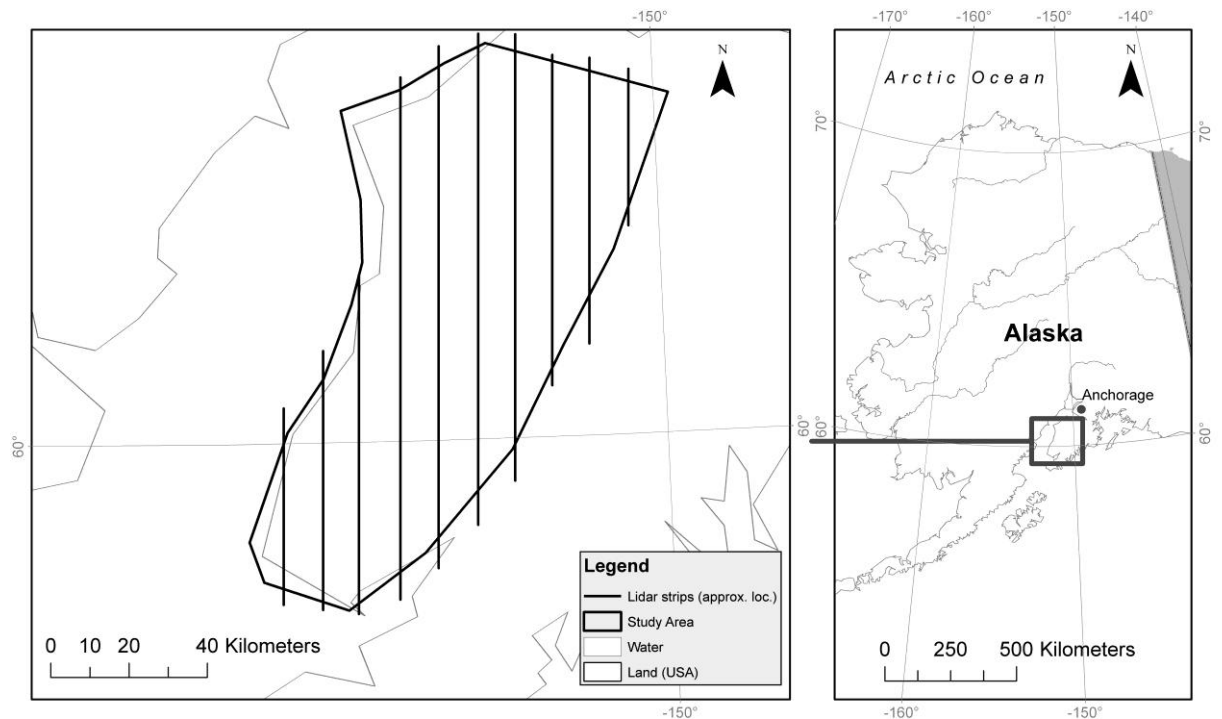 -150°
-170°
-160°
-150°
-140°
N
N
Arctic Ocean
70°
70°
Alaska
Anchorage
60°
60°
60°
60°
Legend
Lidar strips (approx. loc.)
Study Area
Water
Land (USA)
0 10 20 40 Kilometers
0 250 500 Kilometers
-150°
-160°
-150°